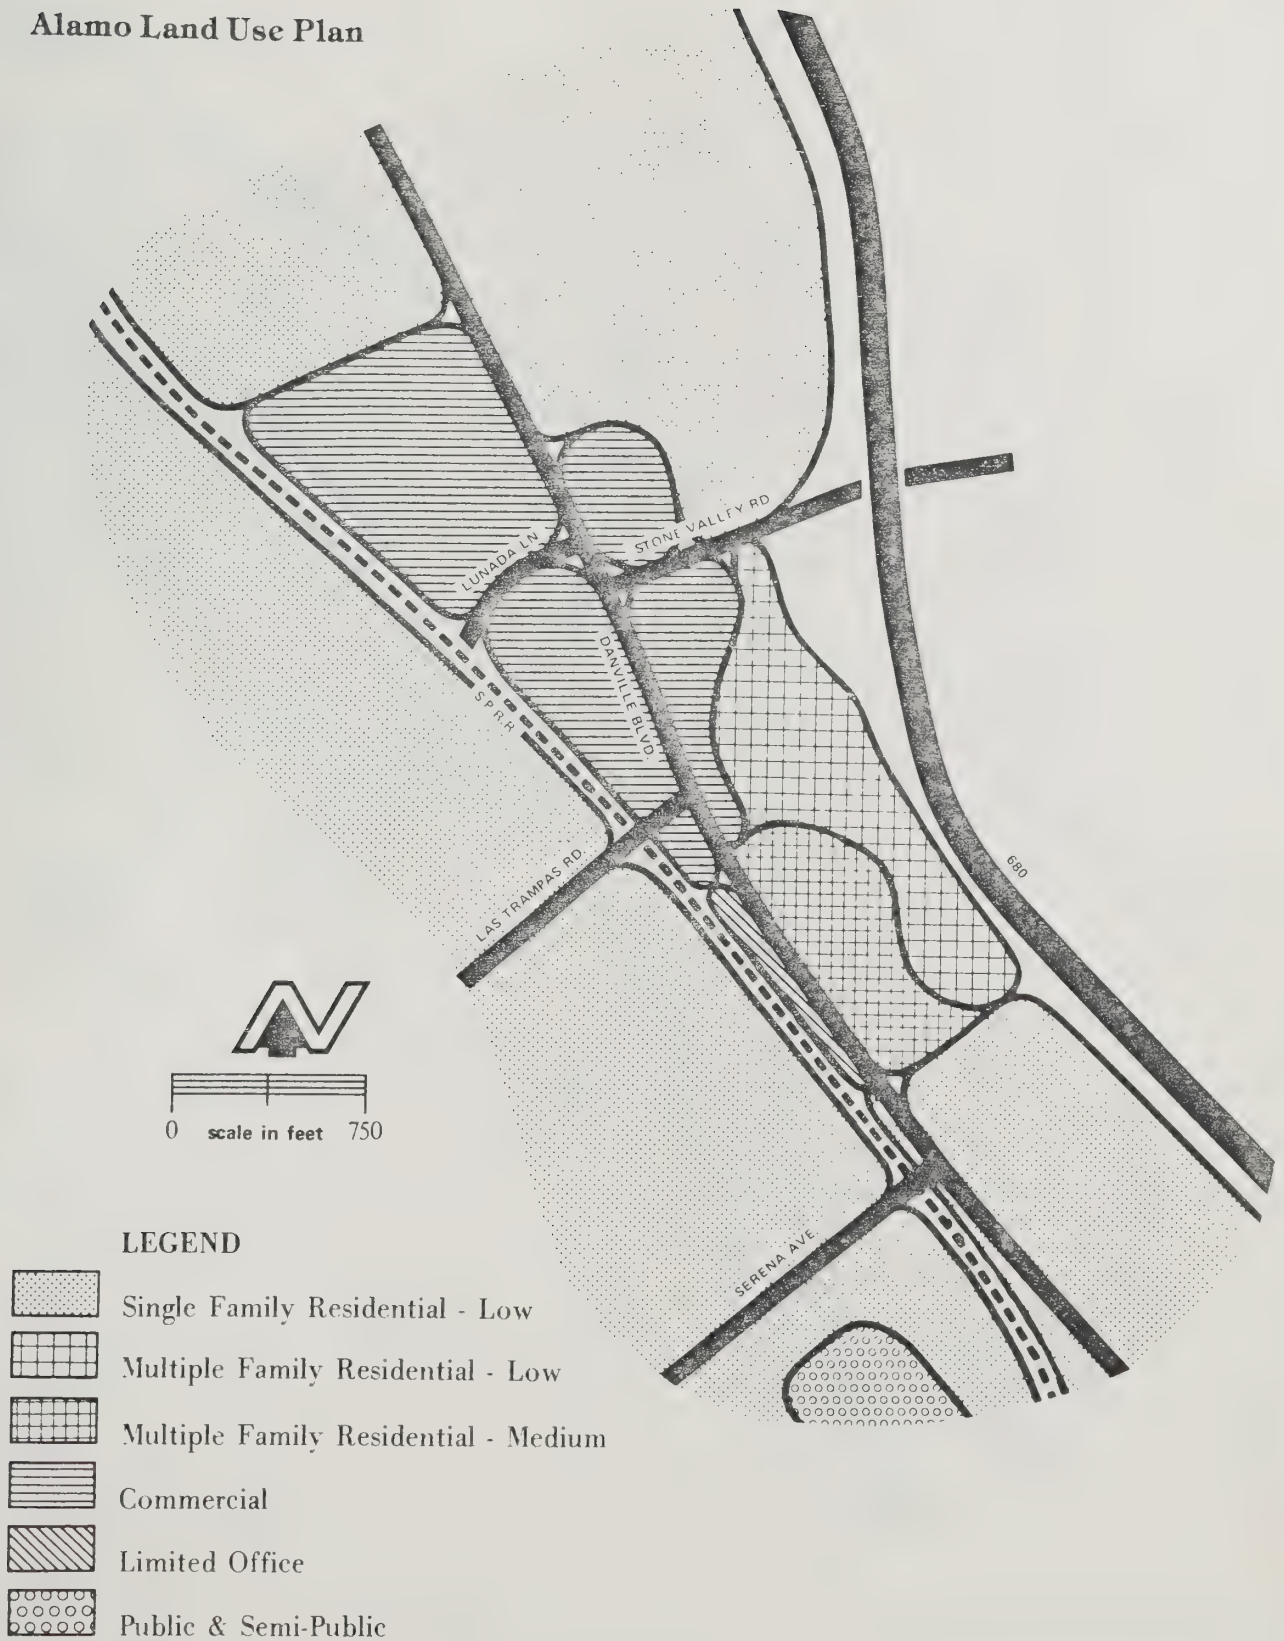 Alamo Land Use Plan
STONE VALLEY RD
LUNADA LN
DANVILLE BLVD
S.P.R.R
680
LAS TRAMPAS RD.
N
0 scale in feet 750
SERENA AVE
LEGEND
Single Family Residential - Low
Multiple Family Residential - Low
Multiple Family Residential - Medium
Commercial
Limited Office
Public & Semi-Public